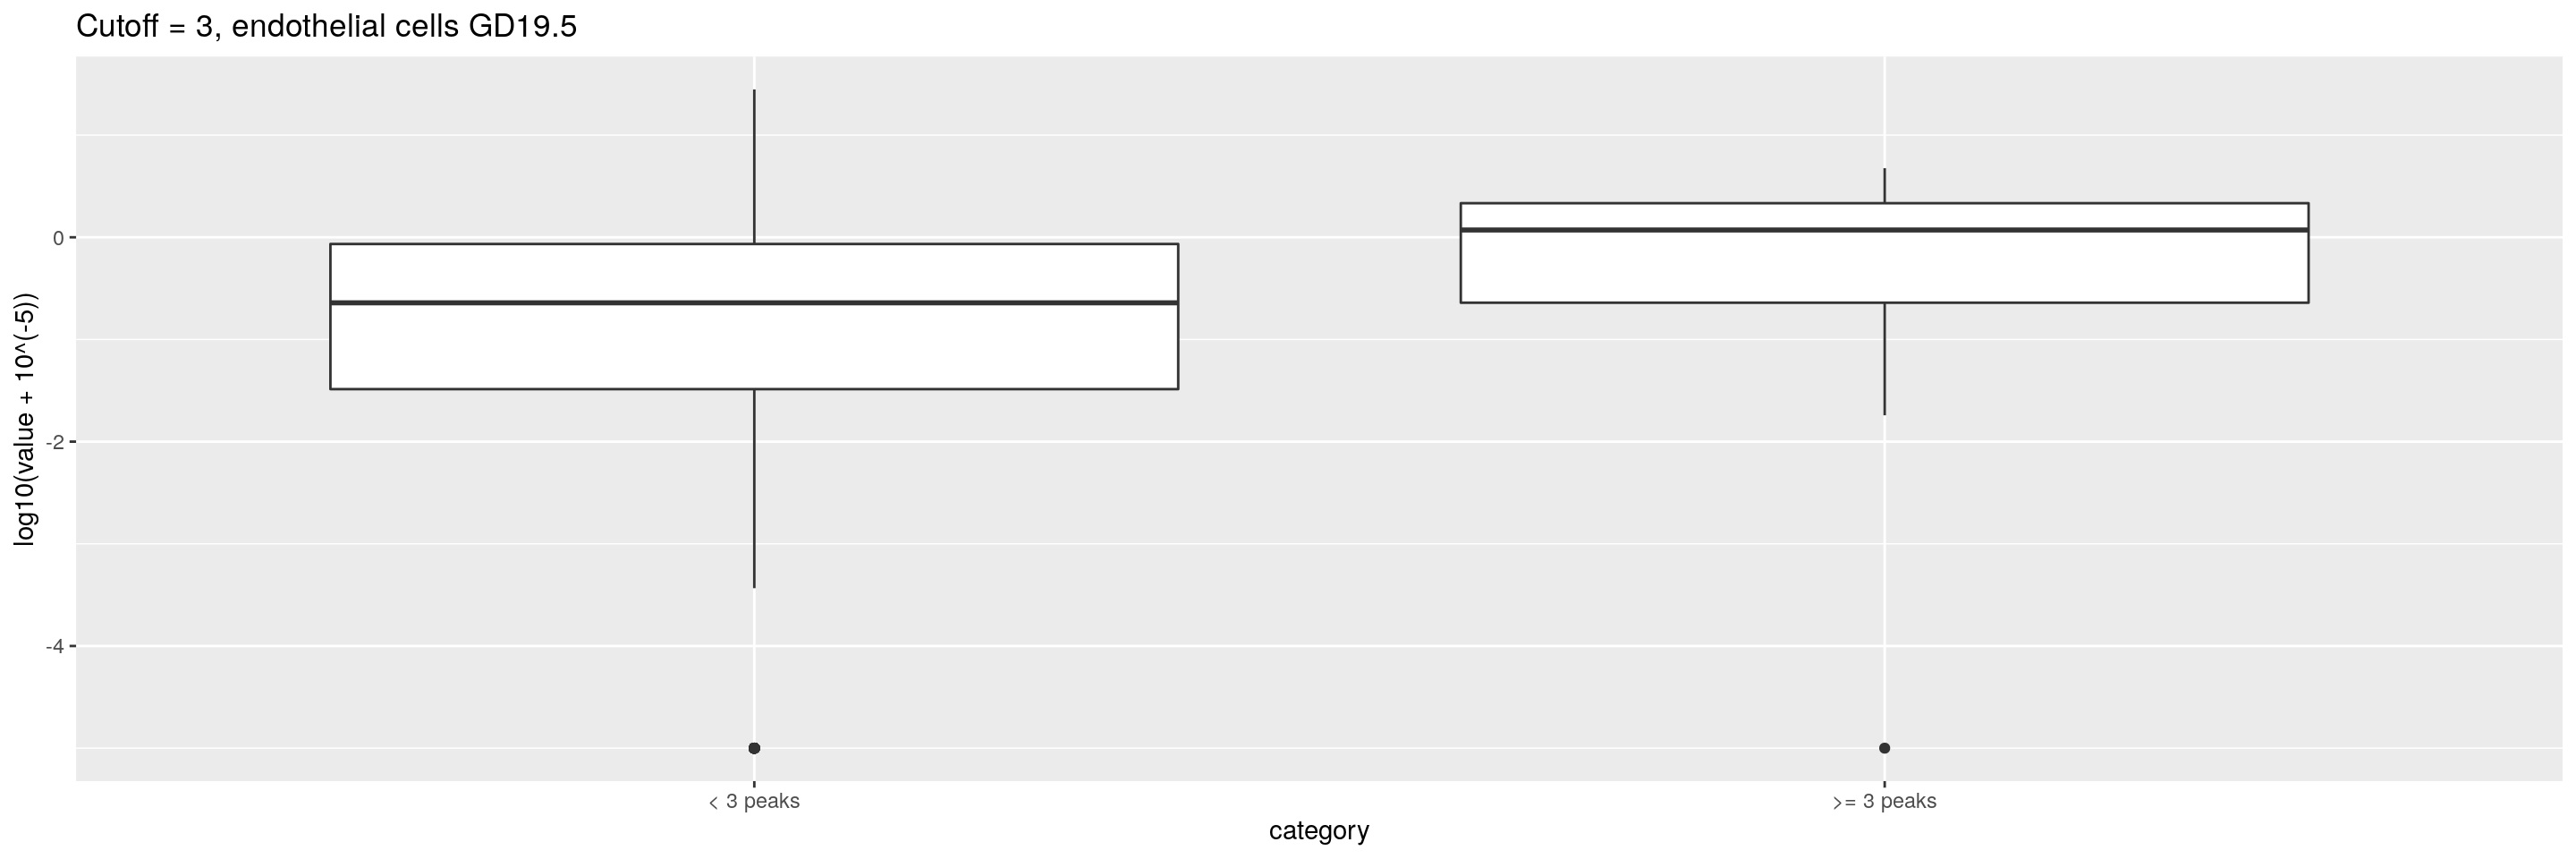 Cutoff = 3, endothelial cells GD19.5
log10(value + 10^(-5))
0
-2
-4
< 3 peaks
>= 3 peaks
category